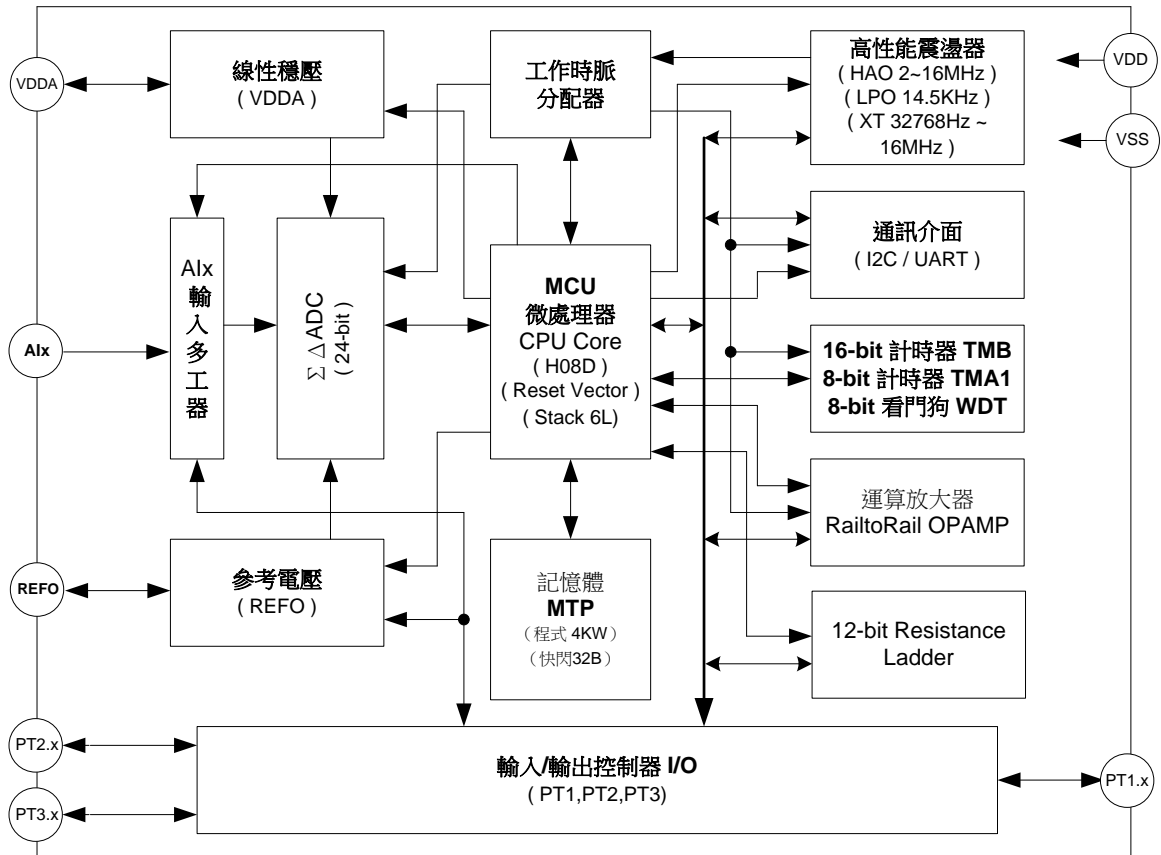 VDDA
線性穩壓
( VDDA )
工作時脈
分配器
高性能震盪器
( HAO 2~16MHz )
( LPO 14.5KHz )
( XT 32768Hz ~
16MHz )
VDD
VSS
AIx
AIx
輸
入
多
工
器
Σ △ADC
( 24-bit)
MCU
微處理器
CPU Core
( H08D )
( Reset Vector )
( Stack 6L)
通訊介面
( I2C / UART )
16-bit 計時器 TMB
8-bit 計時器 TMA1
8-bit 看門狗 WDT
運算放大器
RailtoRail OPAMP
REFO
參考電壓
( REFO )
記憶體
MTP
（程式 4KW）
（快閃32B）
12-bit Resistance
Ladder
PT2.x
PT3.x
輸入/輸出控制器 I/O
( PT1,PT2,PT3)
PT1.x